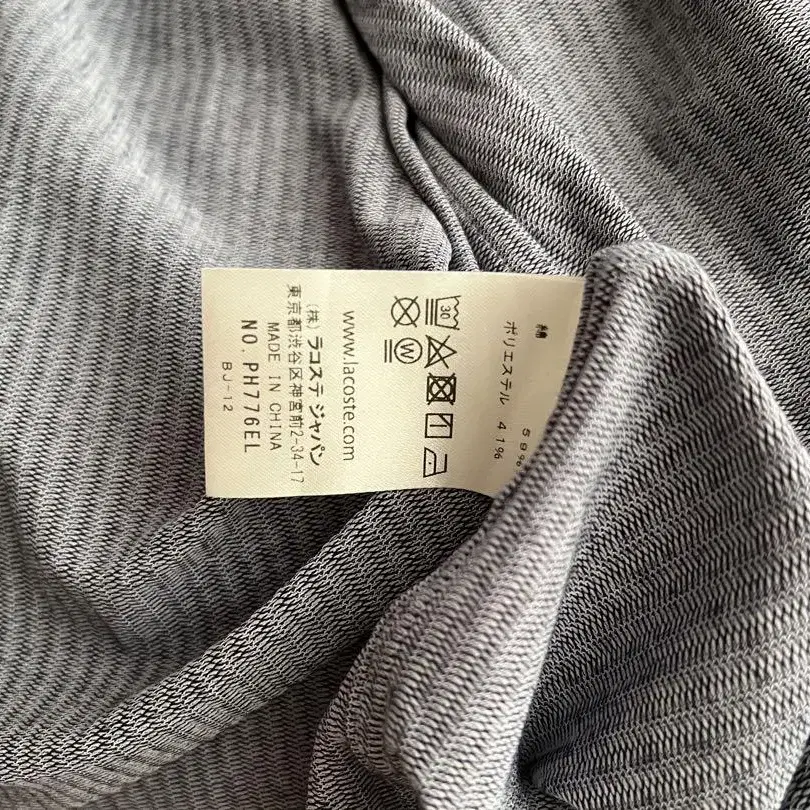 綿 59%
ポリエステル 41%
30
W
www.lacoste.com
(株) ラコステ ジャパン
東京都渋谷区神宮前2-34-17
MADE IN CHINA
NO. PH776EL
BJ-12